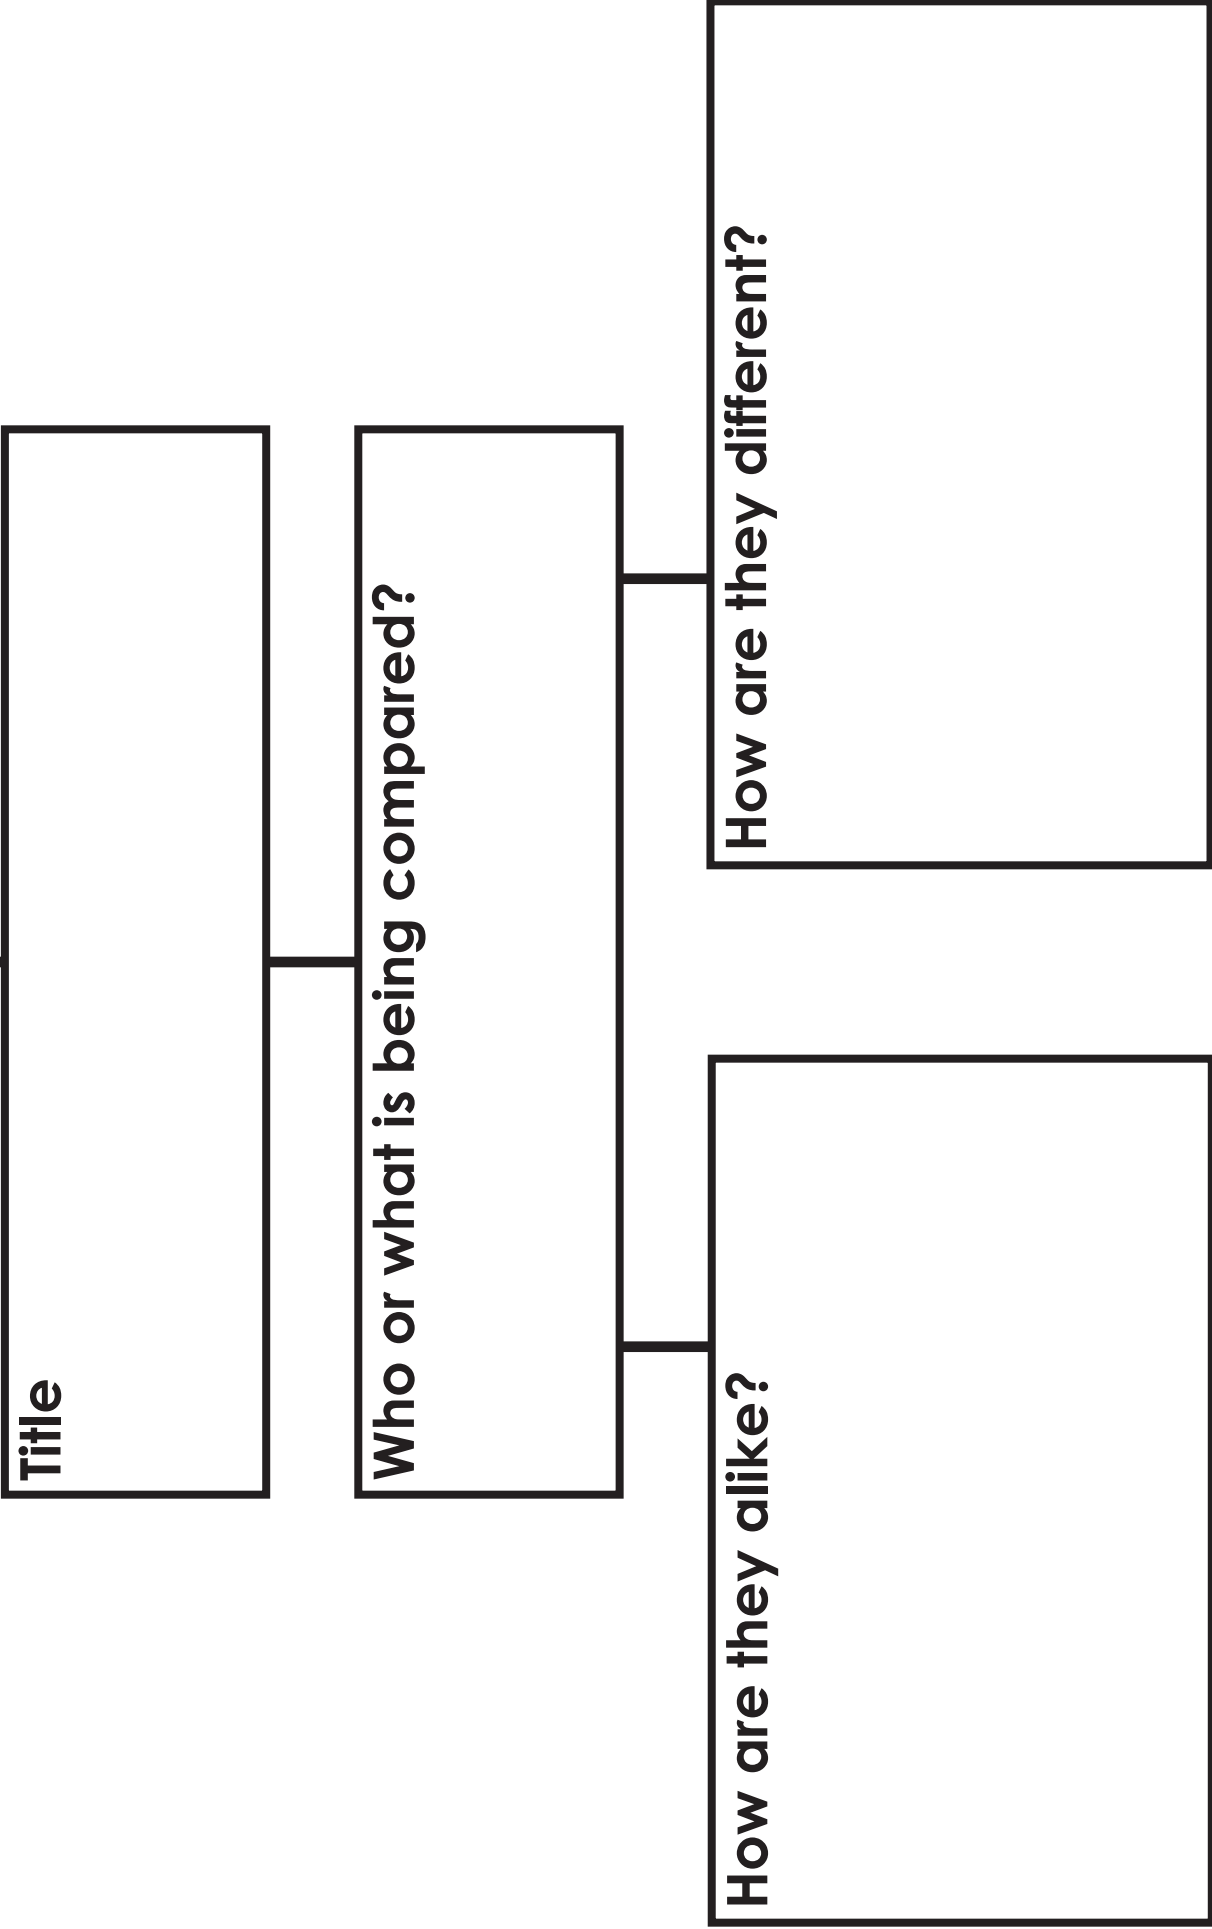 Title
Who or what is being compared?
How are they alike?
How are they different?